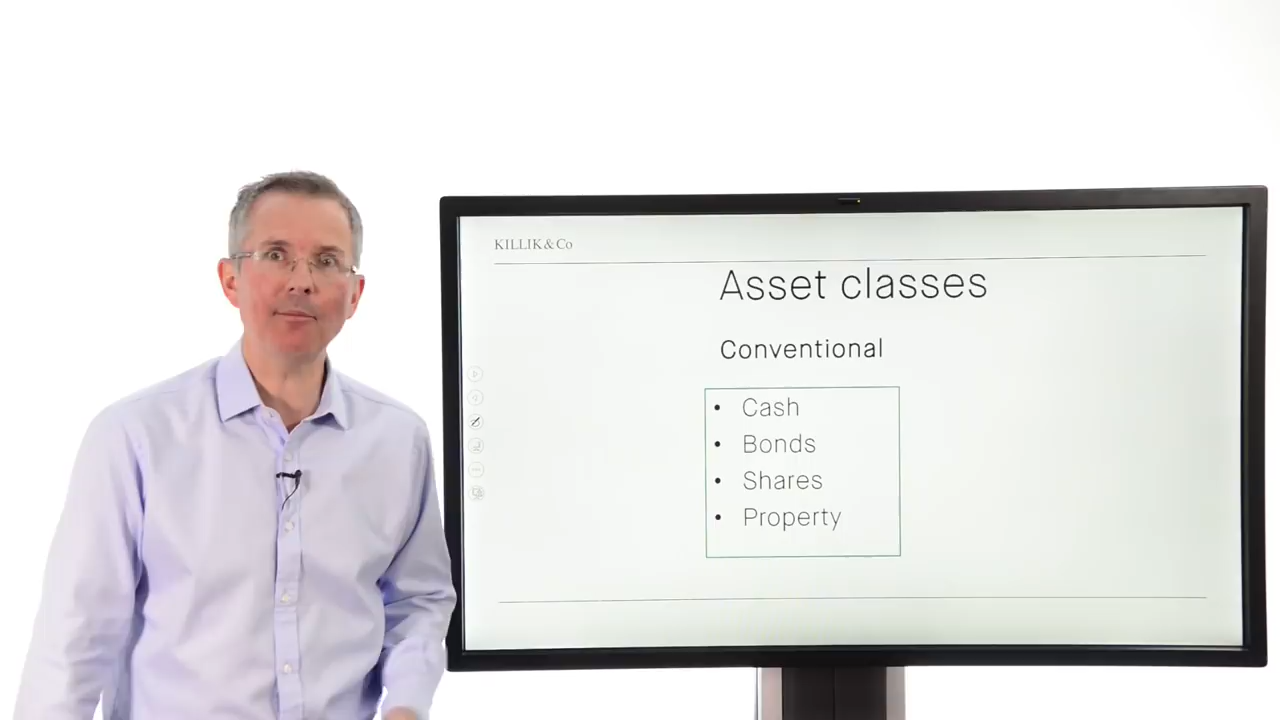 KILLIK & Co
Asset classes
Conventional
• Cash
• Bonds
• Shares
• Property